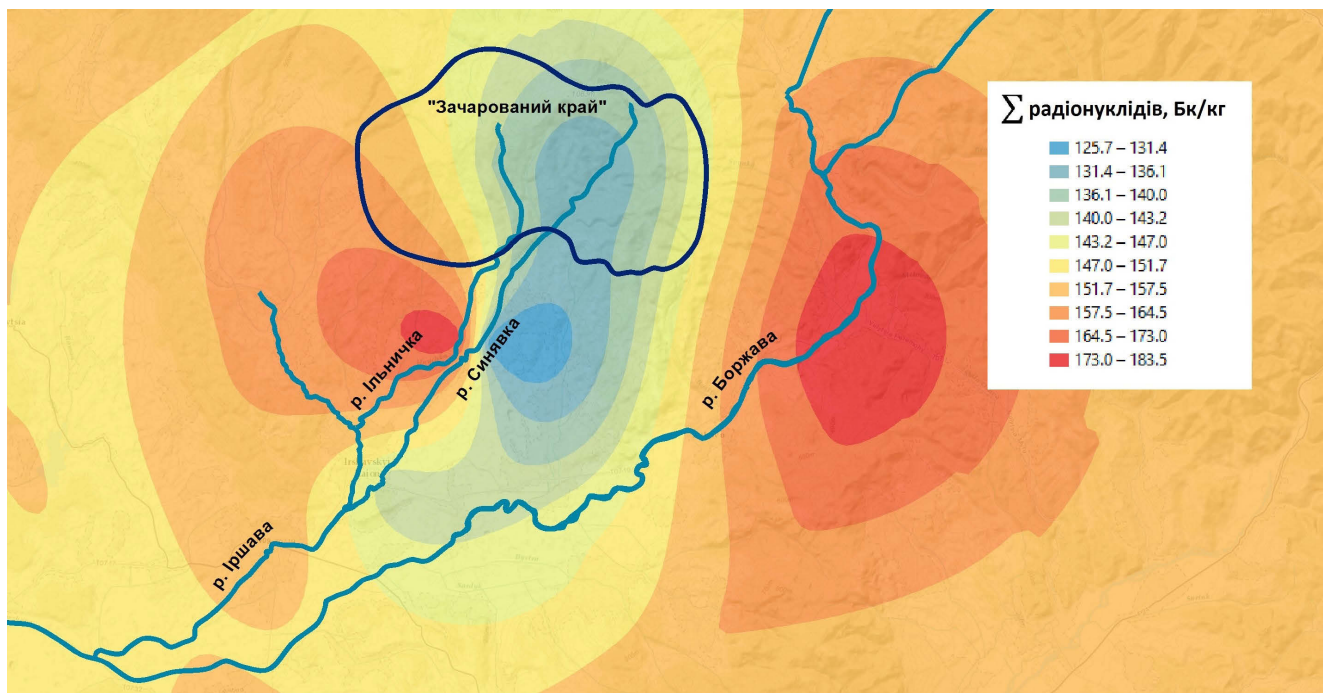 "Зачарований край"
р. Ільничка
р. Синявка
р. Боржава
р. Іршава
∑ радіонуклідів, Бк/кг
125.7 – 131.4
131.4 – 136.1
136.1 – 140.0
140.0 – 143.2
143.2 – 147.0
147.0 – 151.7
151.7 – 157.5
157.5 – 164.5
164.5 – 173.0
173.0 – 183.5